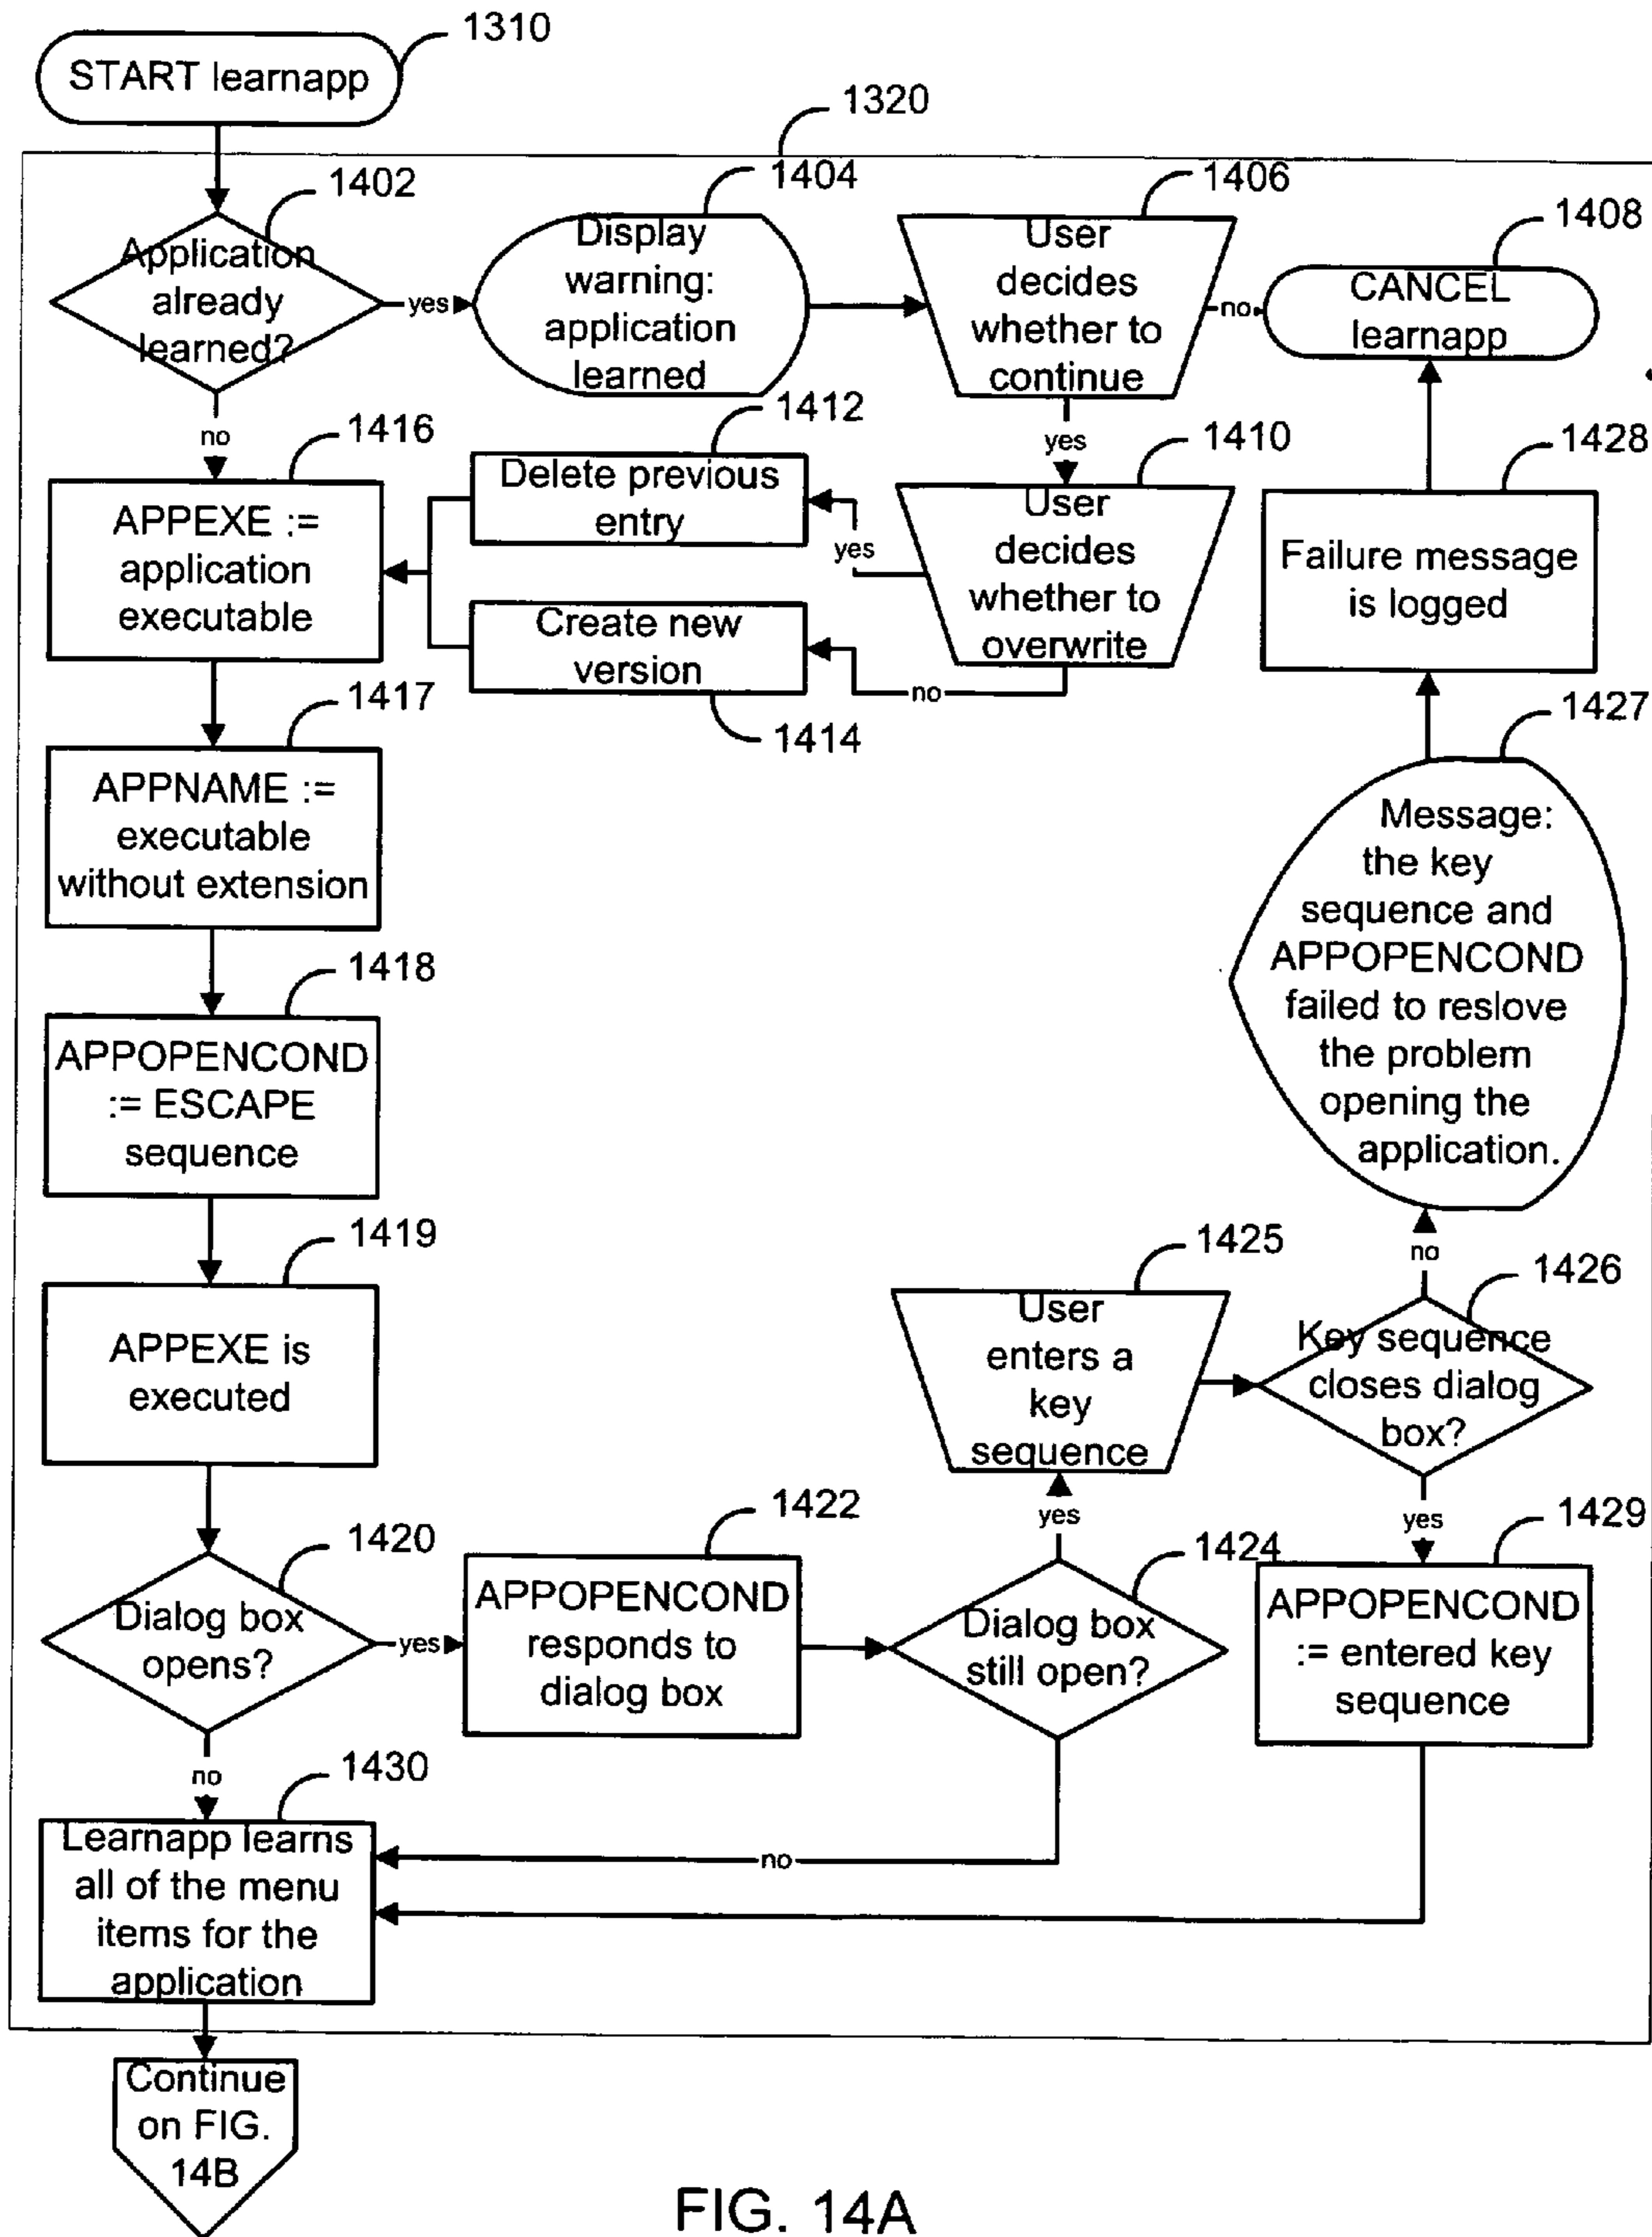 1310
START learnapp
1320
1402
1404
1406
1408
Application
already
learned?
yes
Display
warning:
application
learned
User
decides
whether to
continue
no
CANCEL
learnapp
no
yes
1416
1412
1410
1428
APPEXE :=
application
executable
Delete previous
entry
yes
User
decides
whether to
overwrite
Failure message
is logged
Create new
version
no
1414
1417
1427
APPNAME :=
executable
without extension
Message:
the key
sequence and
APPOPENCOND
failed to reslove
the problem
opening the
application.
1418
APPOPENCOND
:= ESCAPE
sequence
1419
1425
no
1426
APPEXE is
executed
User
enters a
key
sequence
Key sequence
closes dialog
box?
1420
1422
yes
1424
yes
1429
Dialog box
opens?
yes
APPOPENCOND
responds to
dialog box
Dialog box
still open?
APPOPENCOND
:= entered key
sequence
no
1430
Learnapp learns
all of the menu
items for the
application
no
Continue
on FIG.
14B
FIG. 14A